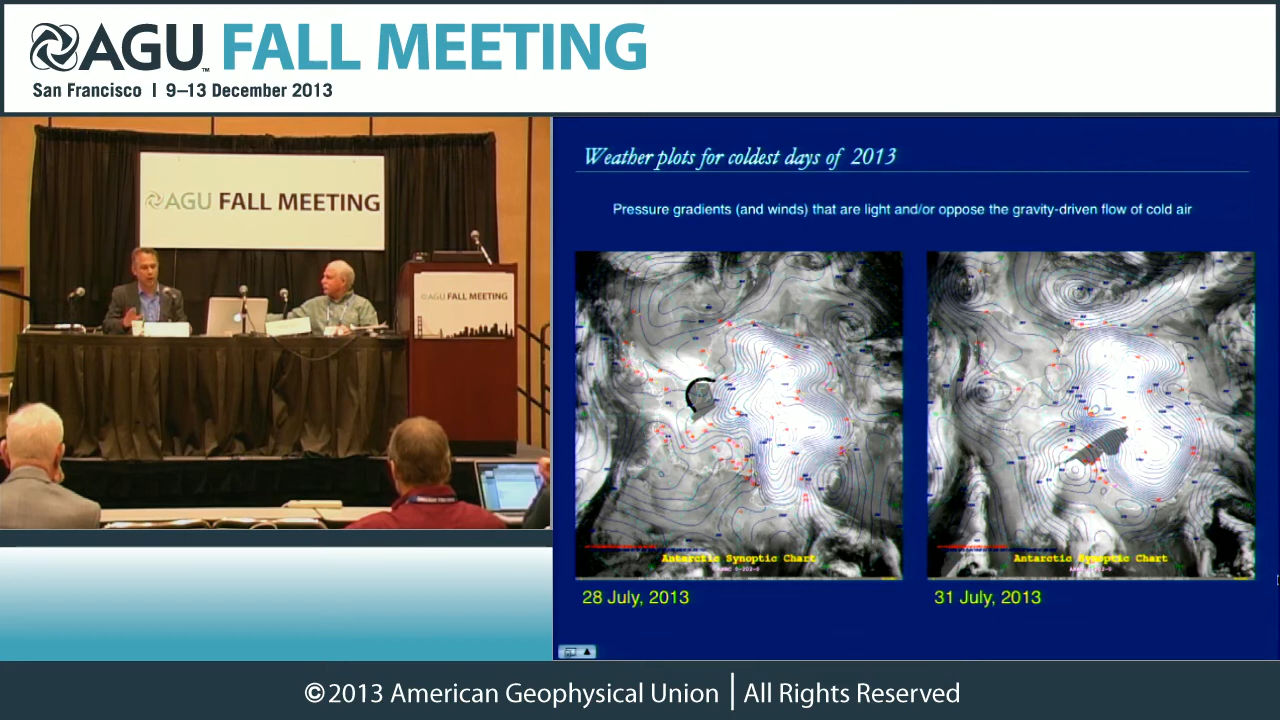 AGU™ FALL MEETING
San Francisco | 9–13 December 2013
AGU FALL MEETING
AGU FALL MEETING
Weather plots for coldest days of 2013
Pressure gradients (and winds) that are light and/or oppose the gravity-driven flow of cold air
Antarctic Synoptic Chart
Antarctic Synoptic Chart
28 July, 2013
31 July, 2013
©2013 American Geophysical Union | All Rights Reserved